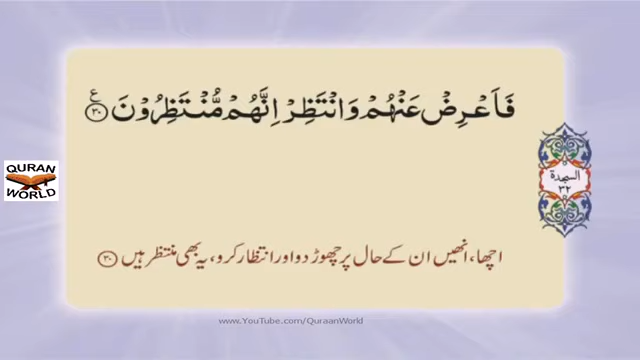 فَاَعْرِضْ عَنْهُمْ وَانْتَظِرْ اِنَّهُمْ مُّنْتَظِرُوْنَ ﴿۳۰﴾ ع
السجدة
۳۲
QURAN
WORLD
اچھا، انھیں ان کے حال پر چھوڑ دو اور انتظار کرو، یہ بھی منتظر ہیں ﴿۳۰﴾
www.YouTube.com/QuraanWorld